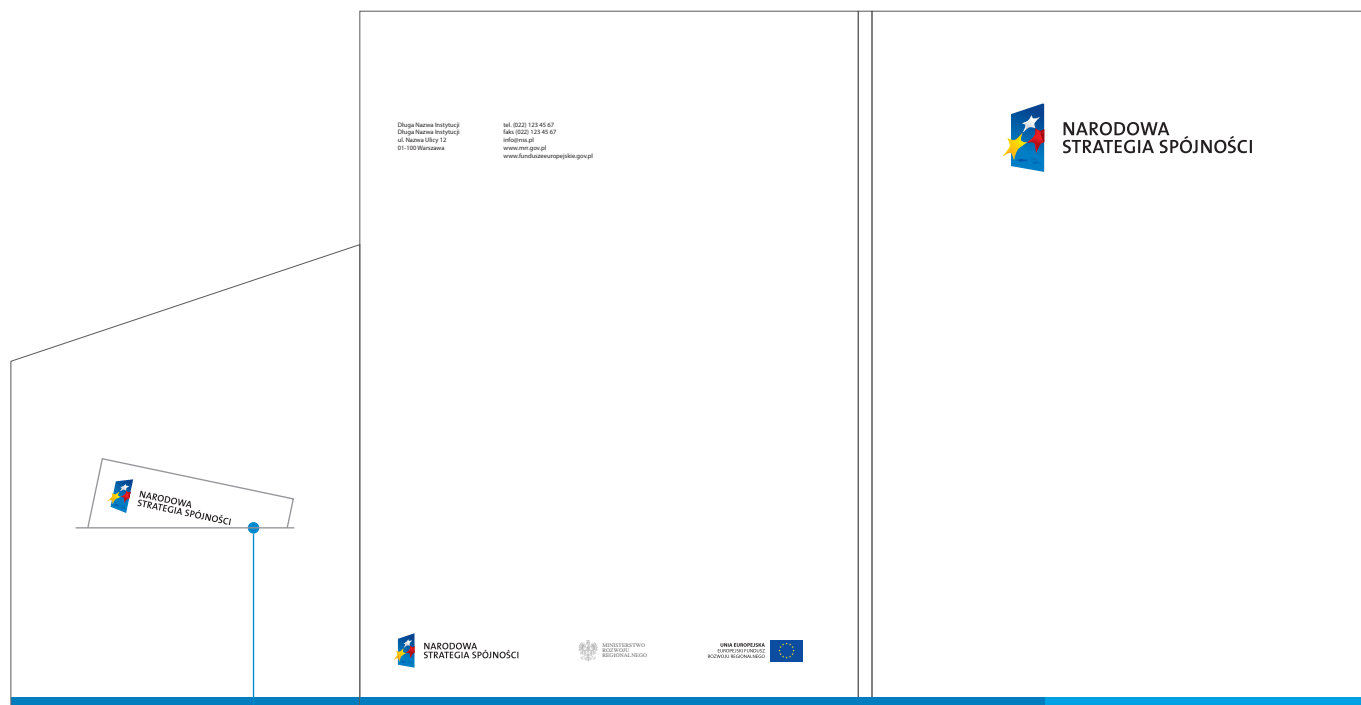 Długa Nazwa Instytucji
Długa Nazwa Instytucji
ul. Nazwa Ulicy 12
01-100 Warszawa
tel. (022) 123 45 67
faks (022) 123 45 67
info@nss.pl
www.mrr.gov.pl
www.funduszeeuropejskie.gov.pl
NARODOWA
STRATEGIA SPÓJNOŚCI
NARODOWA
STRATEGIA SPÓJNOŚCI
NARODOWA
STRATEGIA SPÓJNOŚCI
MINISTERSTWO
ROZWOJU
REGIONALNEGO
UNIA EUROPEJSKA
EUROPEJSKI FUNDUSZ
ROZWOJU REGIONALNEGO